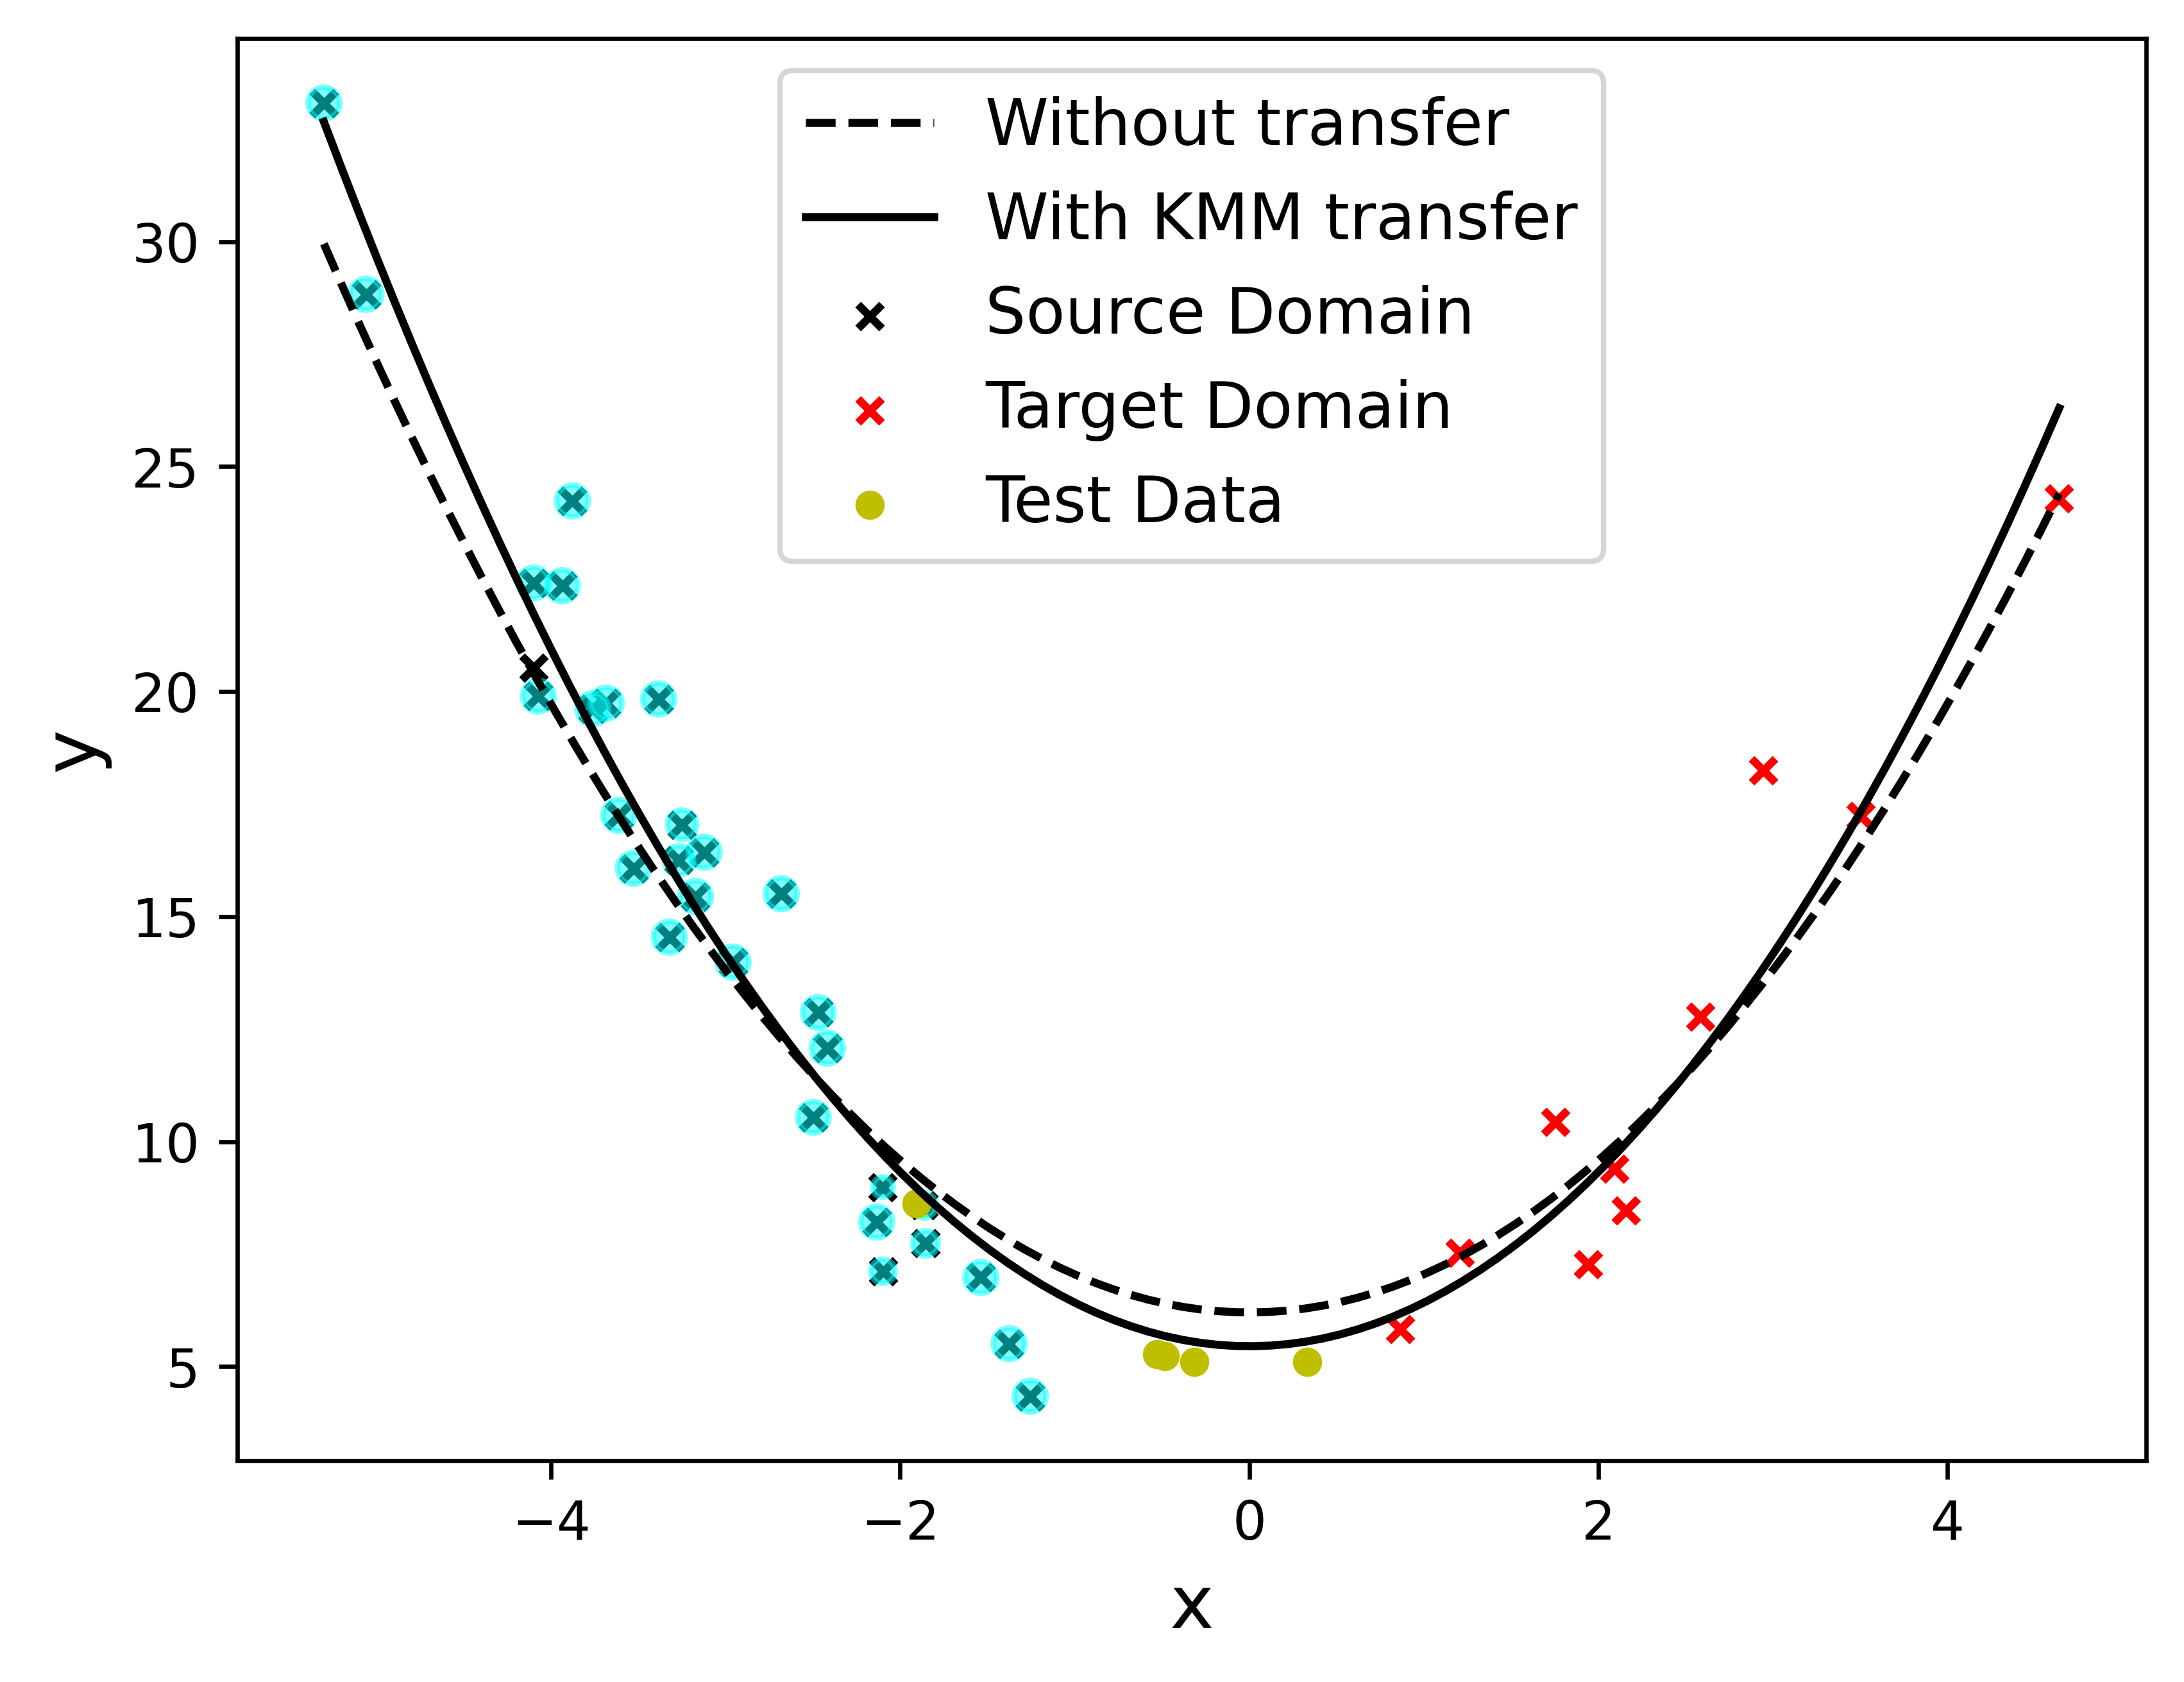 Without transfer
With KMM transfer
Source Domain
Target Domain
Test Data
30
25
20
15
10
5
y
−4
−2
0
2
4
x